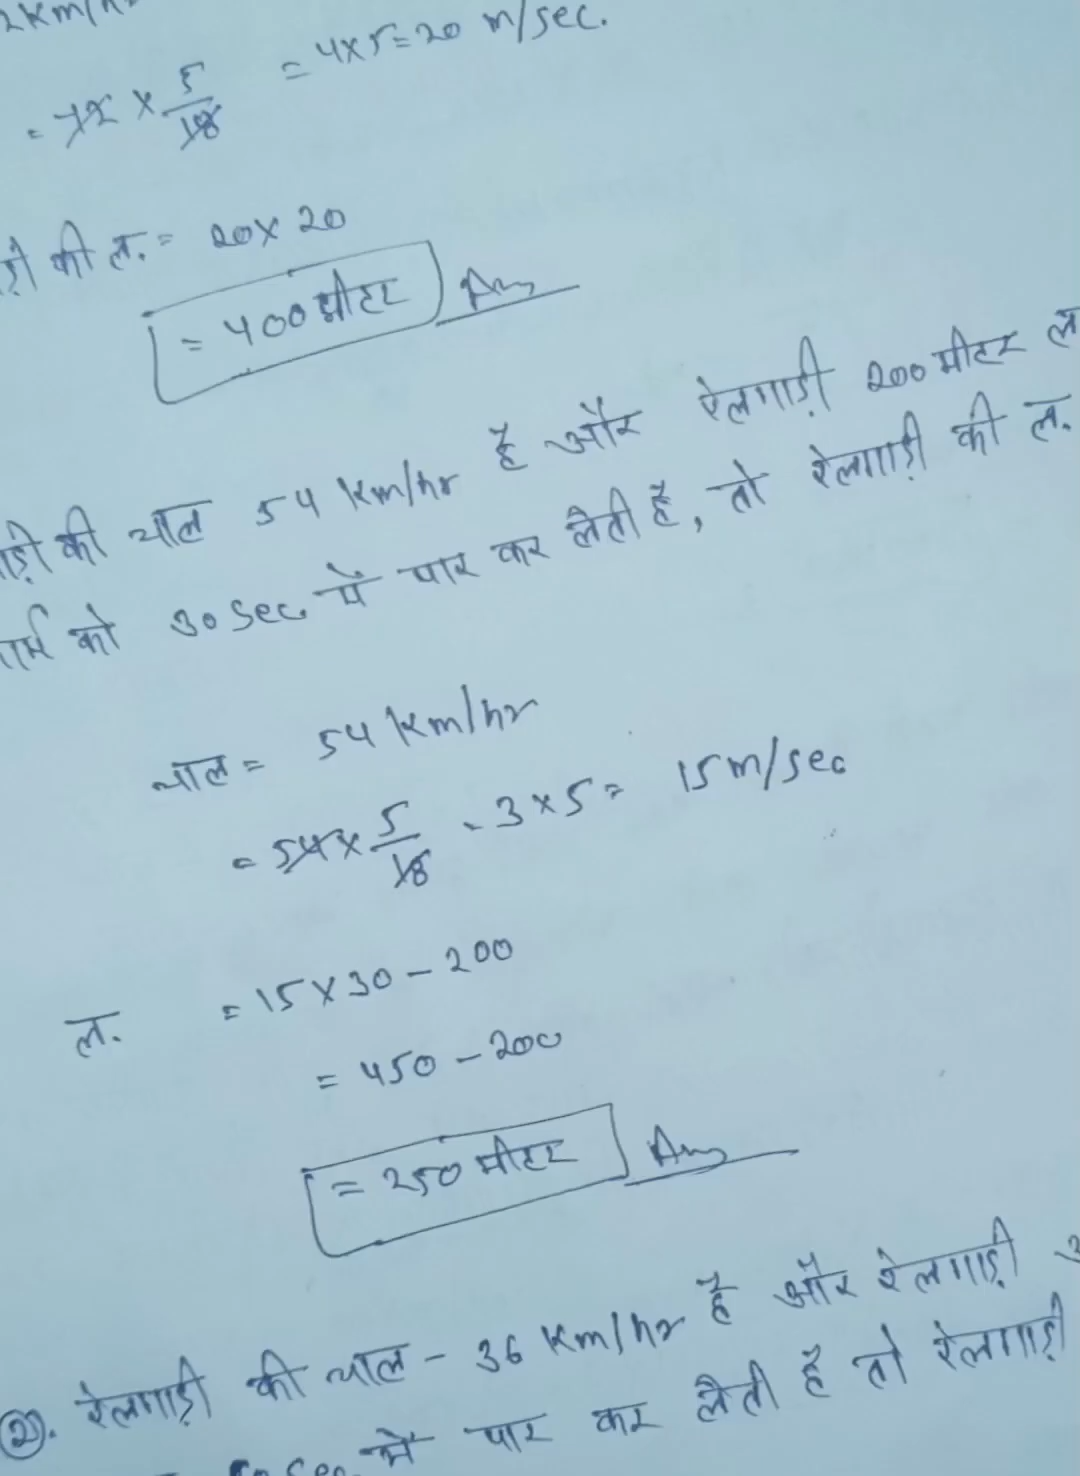 = 72 × 5/18 = 4×5=20 m/sec.
की ल. = 20×20
= 400 मीटर Ans
की चाल 54 km/hr है और रेलगाड़ी 200 मीटर
को 30 sec. में पार कर लेती है, तो रेलगाड़ी की ल.
चाल = 54 km/hr
= 54× 5/18 = 3×5 = 15 m/sec
ल. = 15×30 – 200
= 450 – 200
= 250 मीटर Ans
②. रेलगाड़ी की चाल – 36 km/hr है और रेलगाड़ी
sec. में पार कर लेती है तो रेलगाड़ी